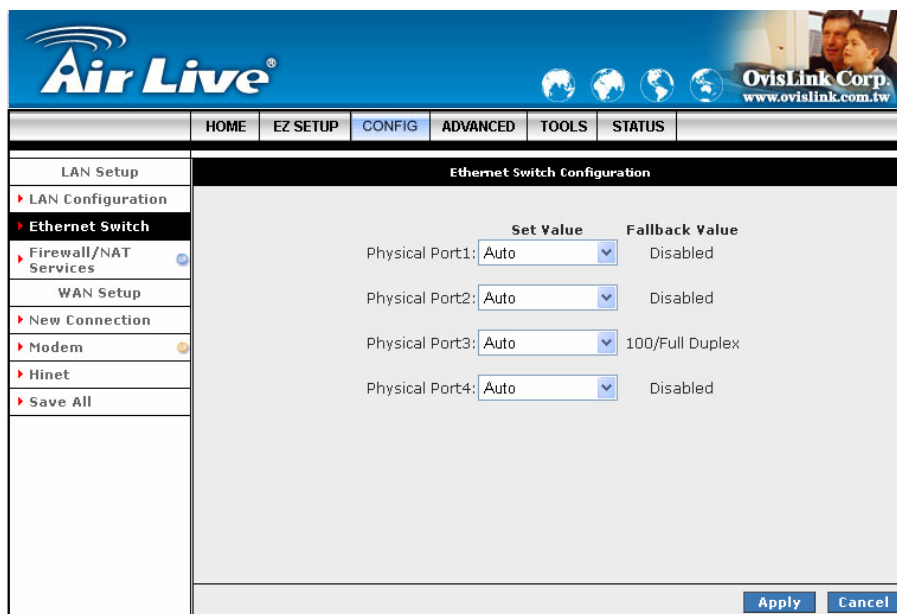 Air Live®
OvisLink Corp.
www.ovislink.com.tw
HOME EZ SETUP CONFIG ADVANCED TOOLS STATUS
LAN Setup
LAN Configuration
Ethernet Switch
Firewall/NAT
Services
WAN Setup
New Connection
Modem
Hinet
Save All
Ethernet Switch Configuration
Set Value Fallback Value
Physical Port1: Auto Disabled
Physical Port2: Auto Disabled
Physical Port3: Auto 100/Full Duplex
Physical Port4: Auto Disabled
Apply Cancel